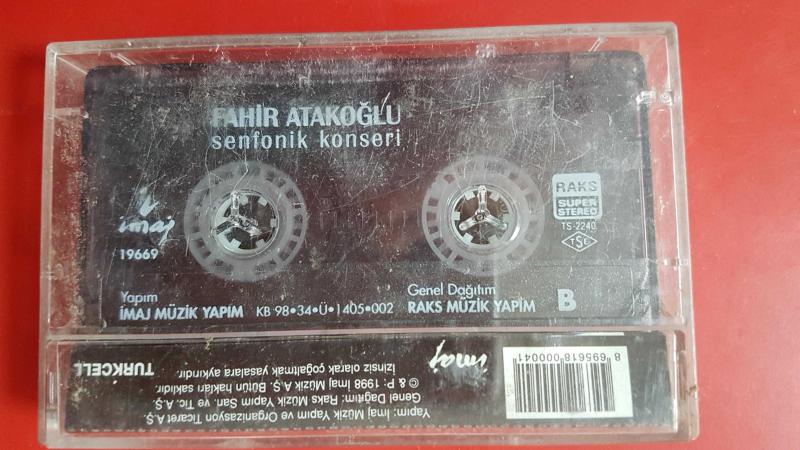 FAHİR ATAKOĞLU
senfonik konseri
imaj
19669
RAKS
SUPER
STEREO
TS-2240
TSE
Yapım
İMAJ MÜZİK YAPIM
KB 98•34•Ü•1405•002
Genel Dağıtım
RAKS MÜZİK YAPIM
B
Yapım: İmaj Müzik Yapım ve Organizasyon Ticaret A.Ş.
Genel Dağıtım: Raks Müzik Yapım San. ve Tic. A.Ş.
© & P: 1998 İmaj Müzik A.Ş. Bütün hakları saklıdır.
İzinsiz olarak çoğaltmak yasalara aykırıdır.
TURKCELL
imaj
8 695618 000041